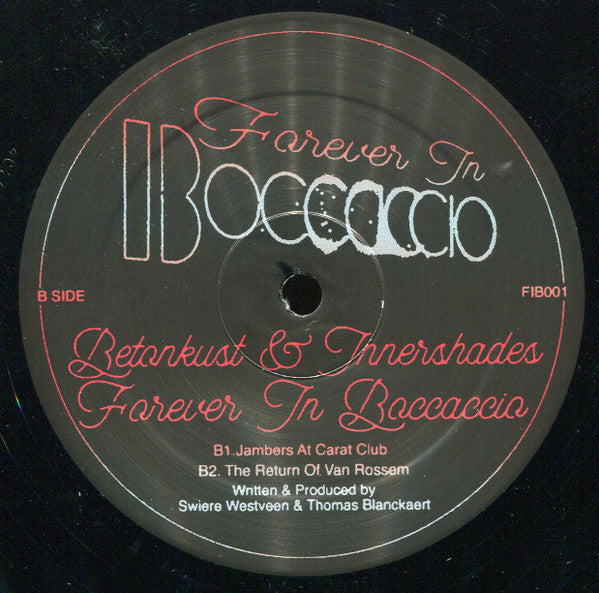 Forever In
Boccaccio
B SIDE
FIB001
Betonkust & Innershades
Forever In Boccaccio
B1.Jambers At Carat Club
B2. The Return Of Van Rossem
Written & Produced by
Swiere Westveen & Thomas Blanckaert